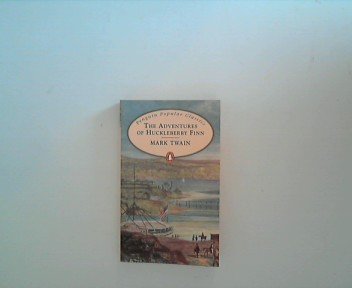 Penguin Popular Classics
THE ADVENTURES
OF HUCKLEBERRY FINN
MARK TWAIN